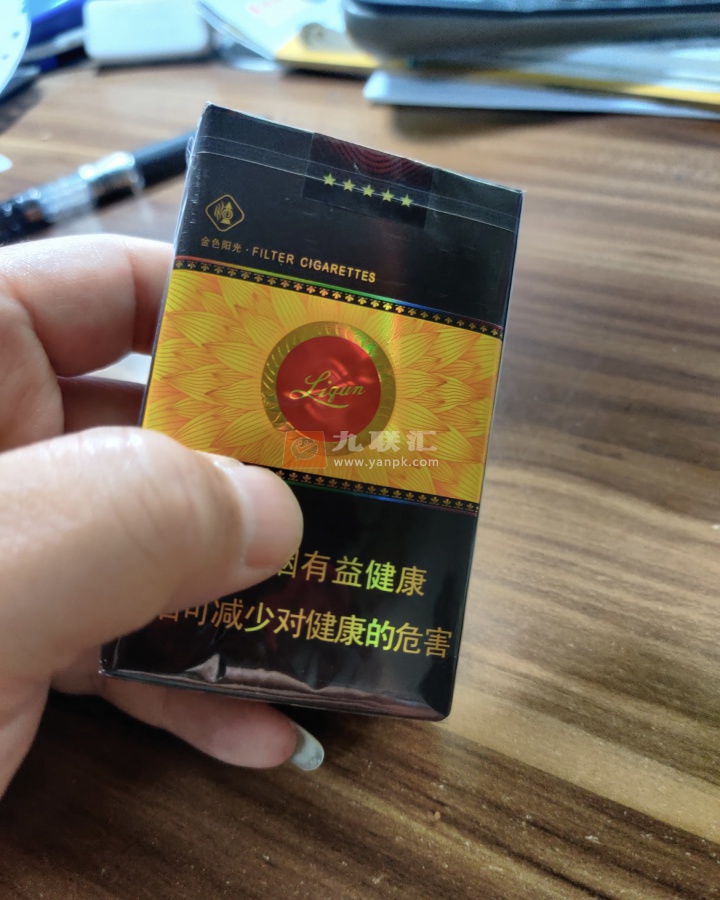 金色阳光·FILTER CIGARETTES
Liqun
九联汇
www.yanpk.com
烟有益健康
可减少对健康的危害